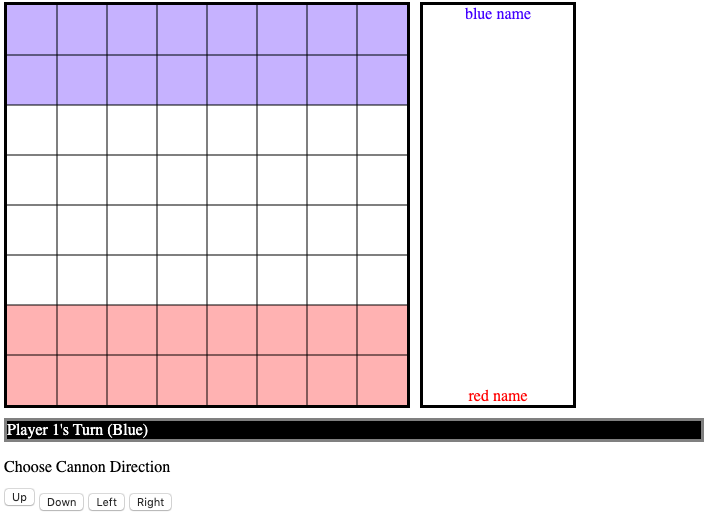 blue name
red name
Player 1's Turn (Blue)
Choose Cannon Direction
Up Down Left Right